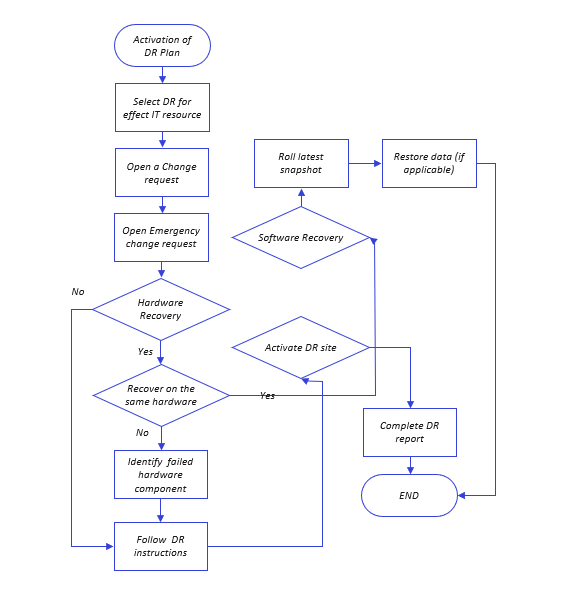 Activation of
DR Plan
Select DR for
effect IT resource
Open a Change
request
Open Emergency
change request
Hardware
Recovery
No
Yes
Recover on the
same hardware
Yes
No
Identify failed
hardware
component
Follow DR
instructions
Roll latest
snapshot
Restore data (if
applicable)
Software Recovery
Activate DR site
Complete DR
report
END